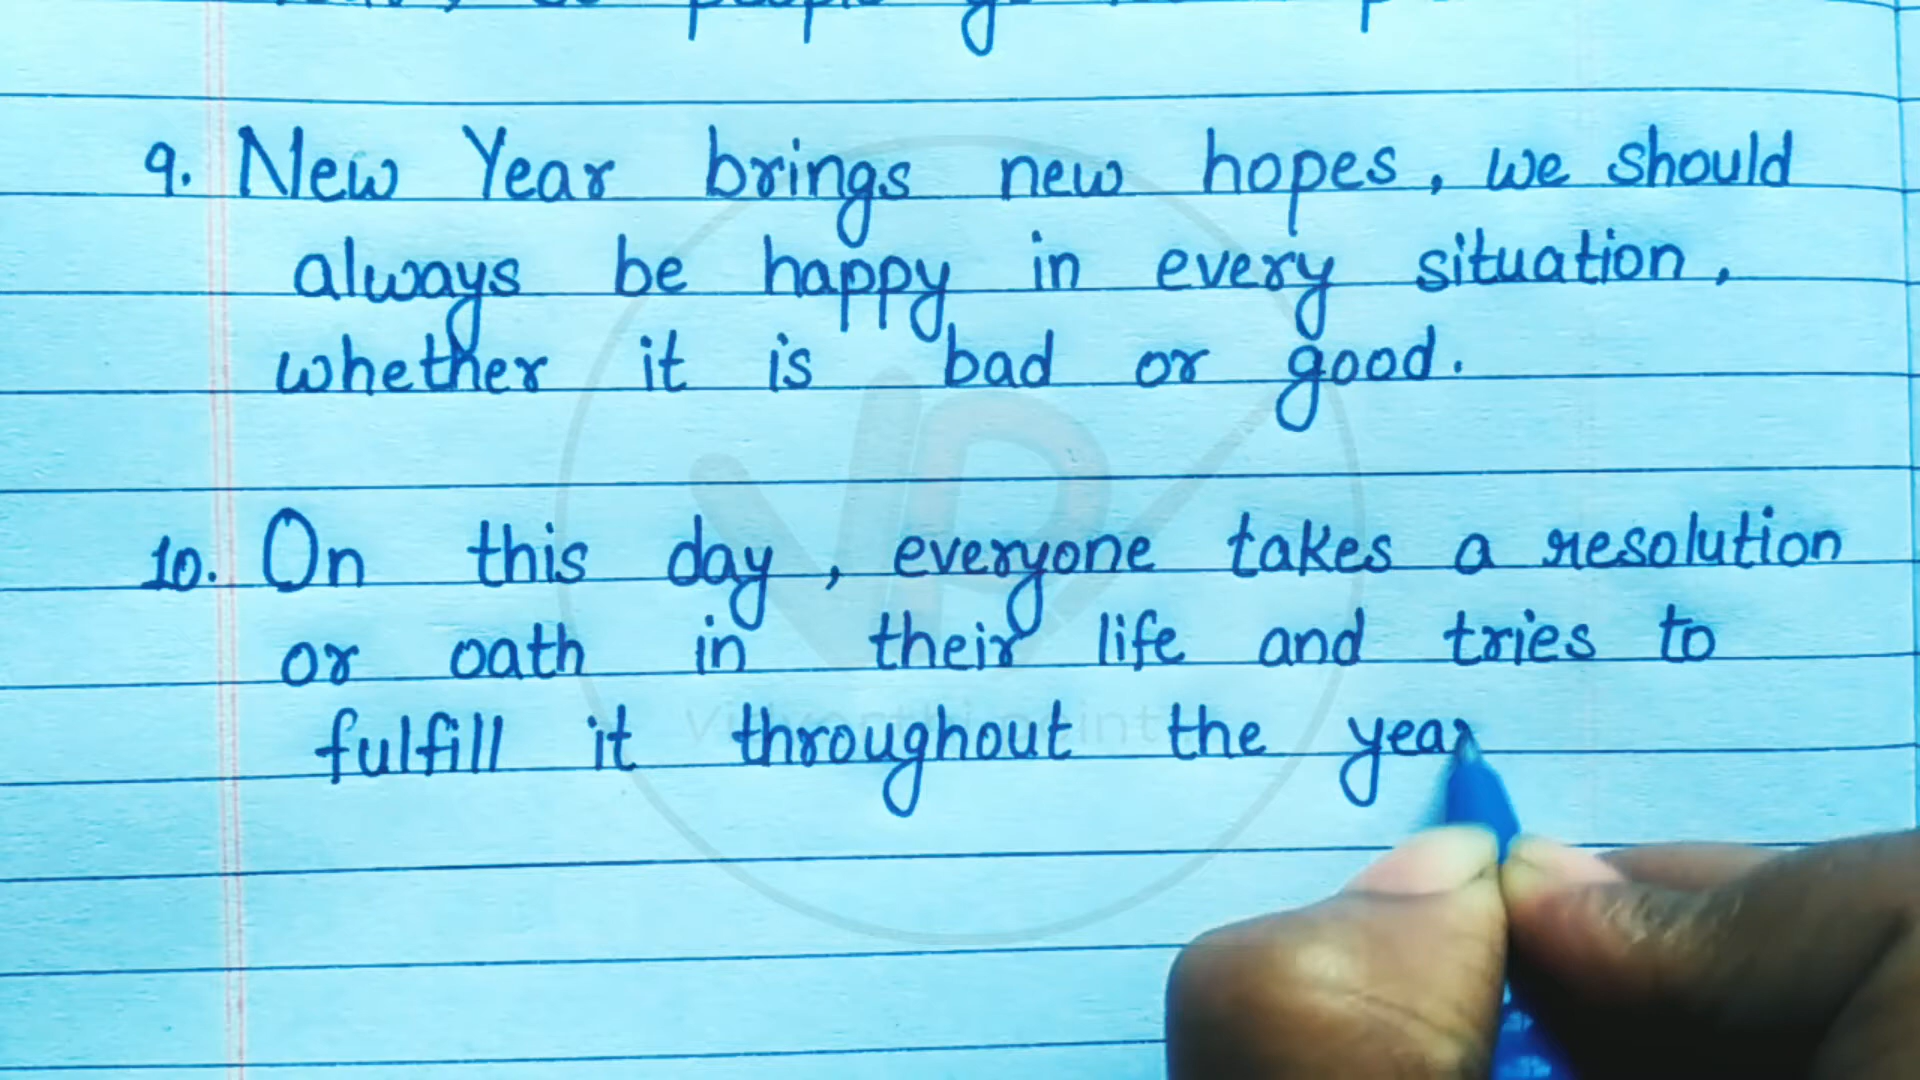 people
9. New Year brings new hopes, we should
always be happy in every situation,
whether it is bad or good.
10. On this day, everyone takes a resolution
or oath in their life and tries to
fulfill it throughout the year